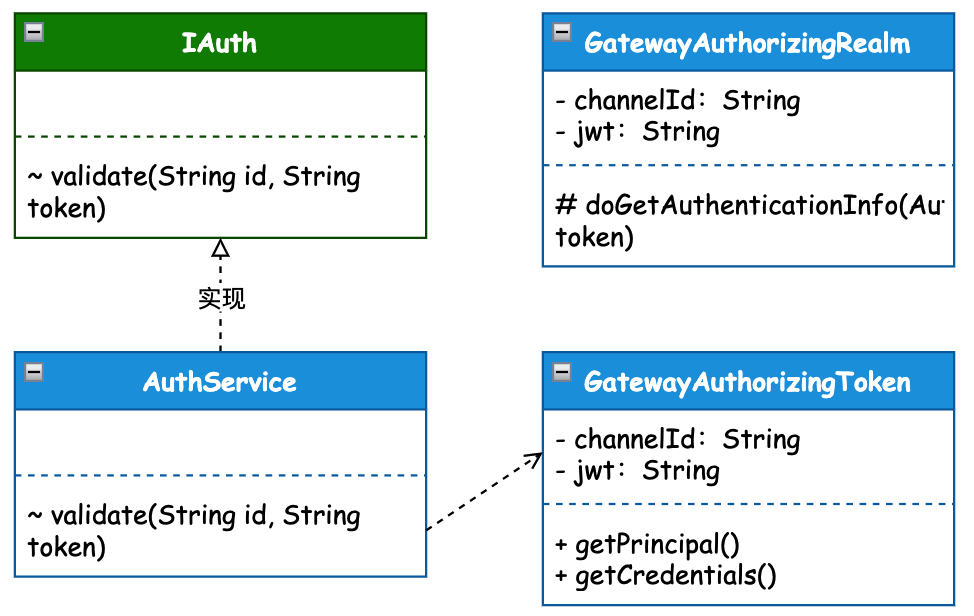 IAuth
~ validate(String id, String
token)
GatewayAuthorizingRealm
- channelId：String
- jwt：String
# doGetAuthenticationInfo(Au
token)
实现
AuthService
~ validate(String id, String
token)
GatewayAuthorizingToken
- channelId：String
- jwt：String
+ getPrincipal()
+ getCredentials()